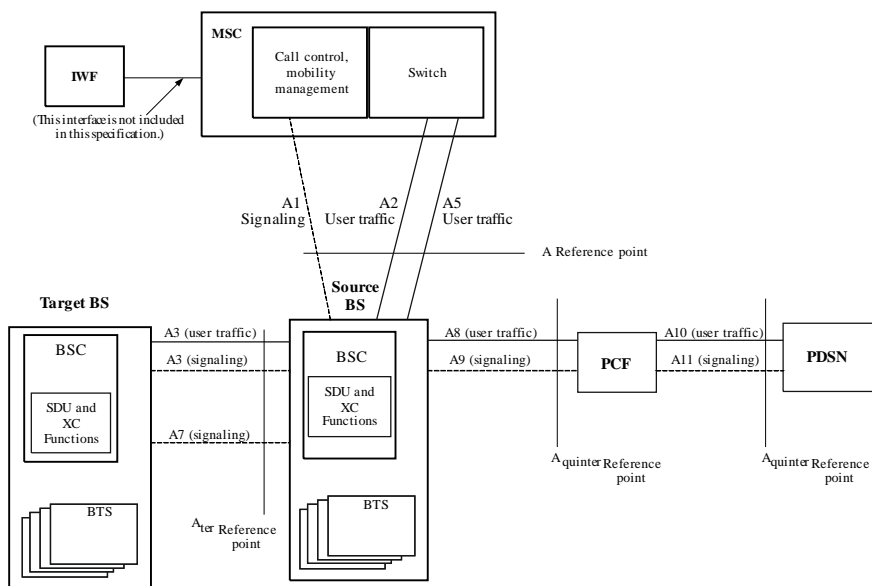 MSC
Call control,
mobility
management
Switch
IWF
(This interface is not included
in this specification.)
A1
Signaling
A2
User traffic
A5
User traffic
A Reference point
Target BS
Source
BS
A3 (user traffic)
A3 (signaling)
A7 (signaling)
A8 (user traffic)
A9 (signaling)
A10 (user traffic)
A11 (signaling)
BSC
SDU and
XC
Functions
BTS
BSC
SDU and
XC
Functions
BTS
PCF
PDSN
A ter Reference
point
A quinter Reference
point
A quinter Reference
point